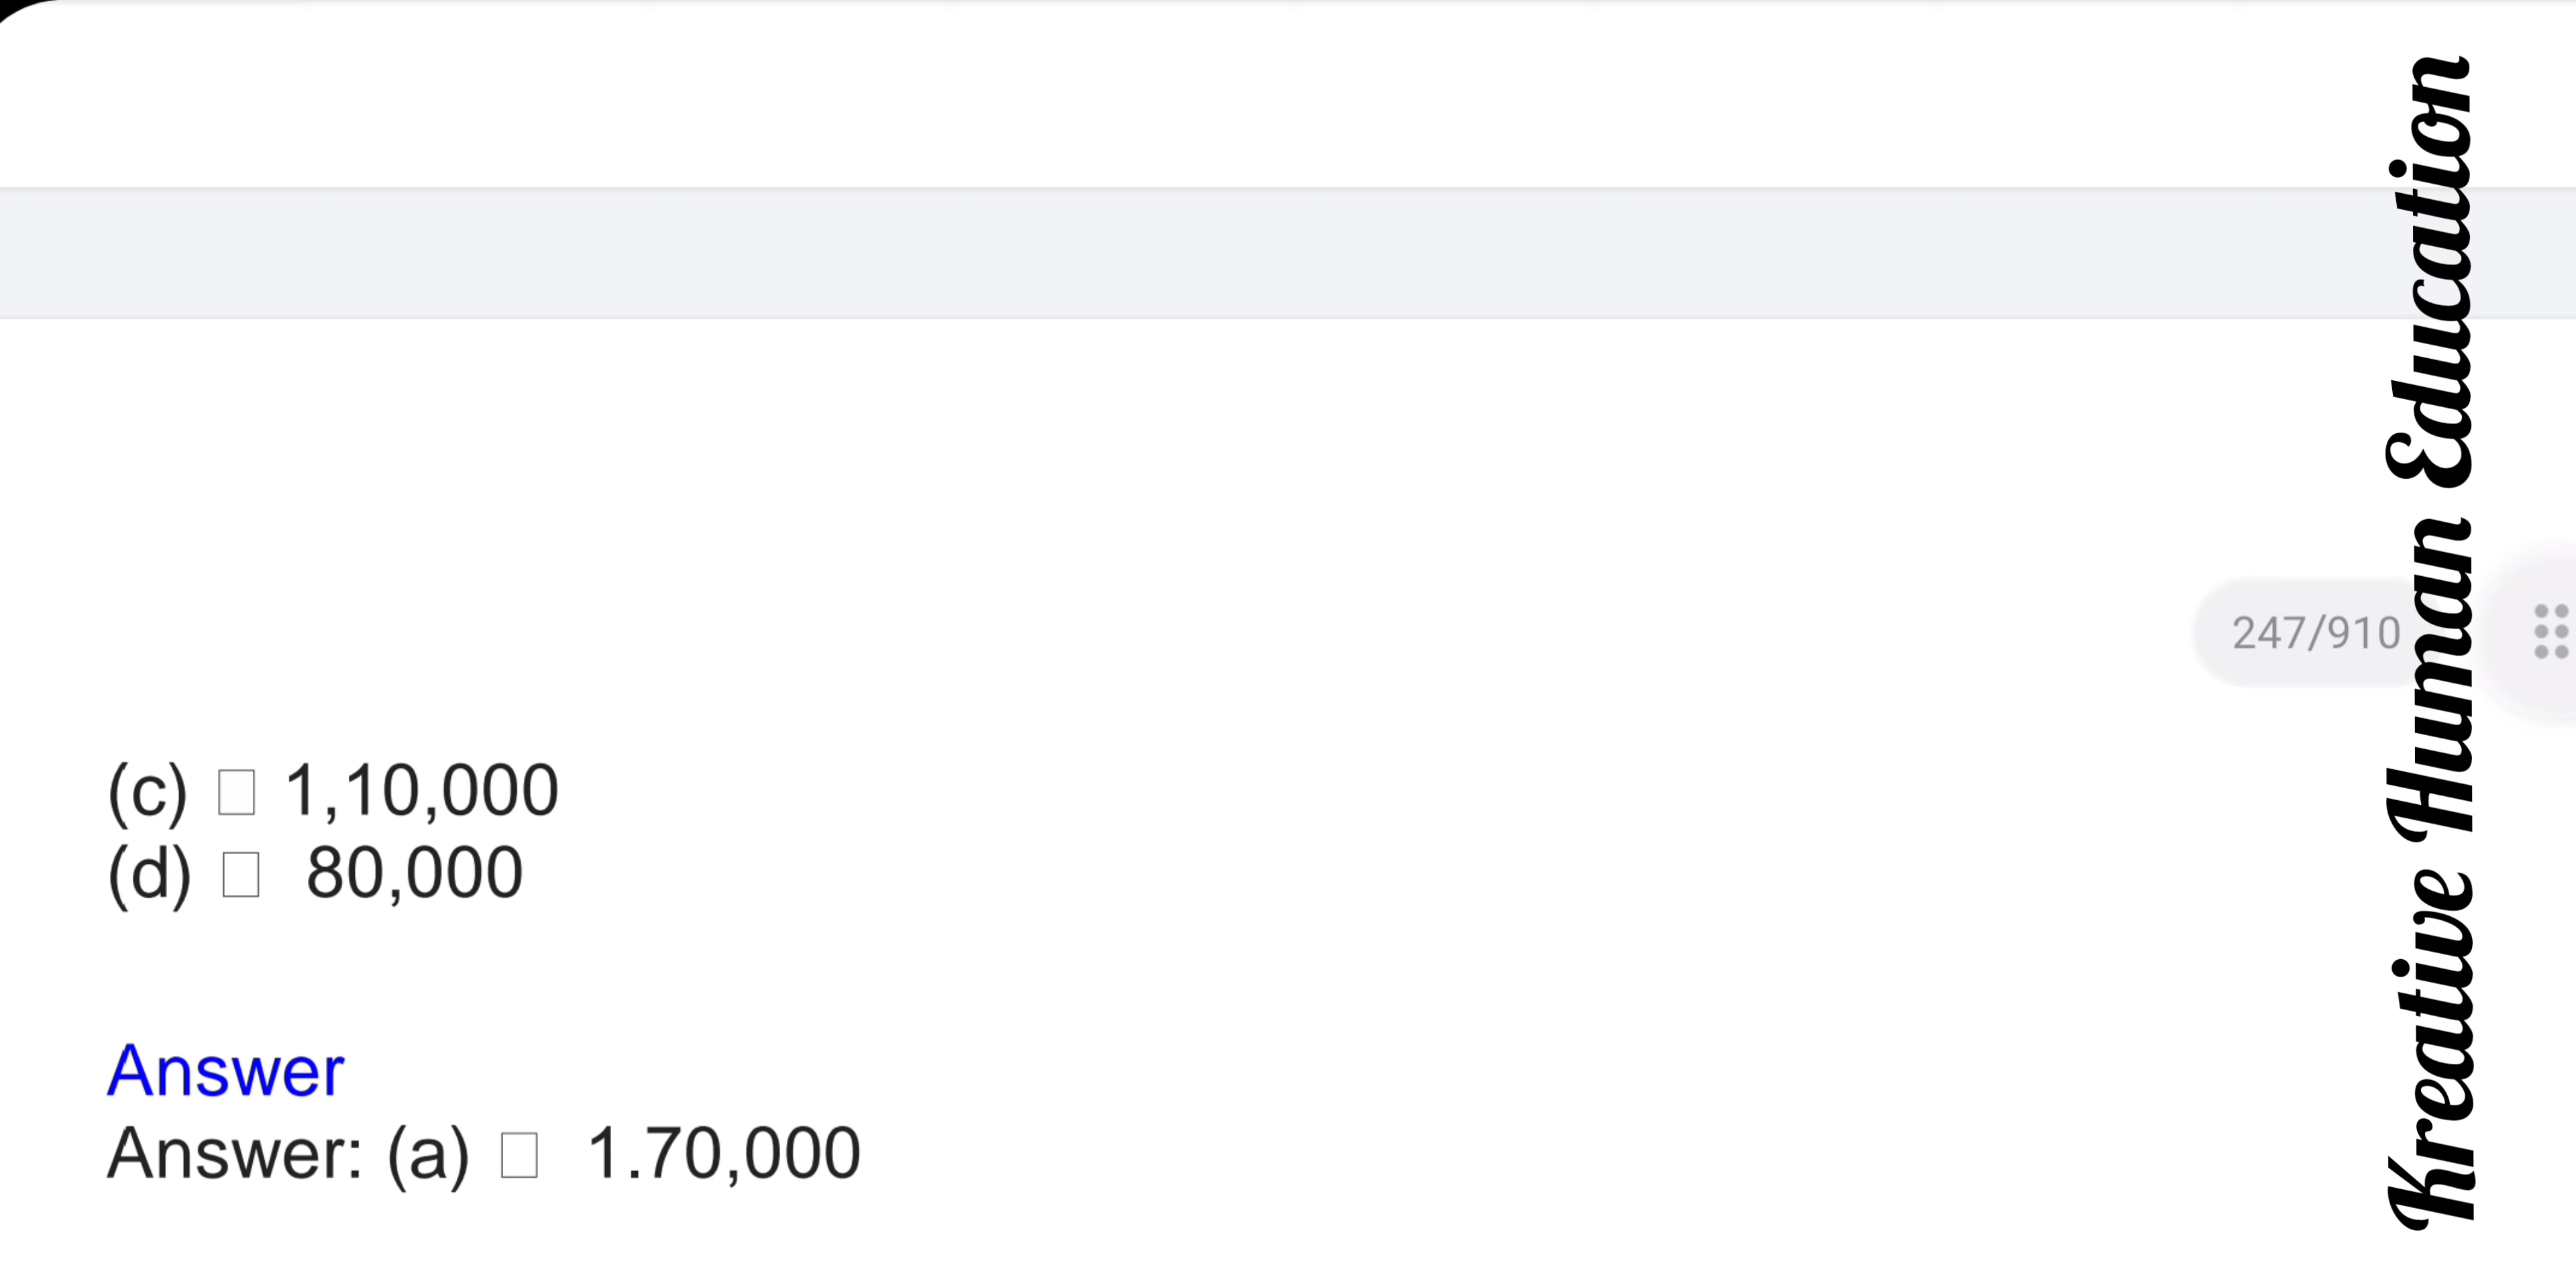 247/910
(c) □ 1,10,000
(d) □ 80,000
Answer
Answer: (a) □ 1.70,000
Kreative Human Education